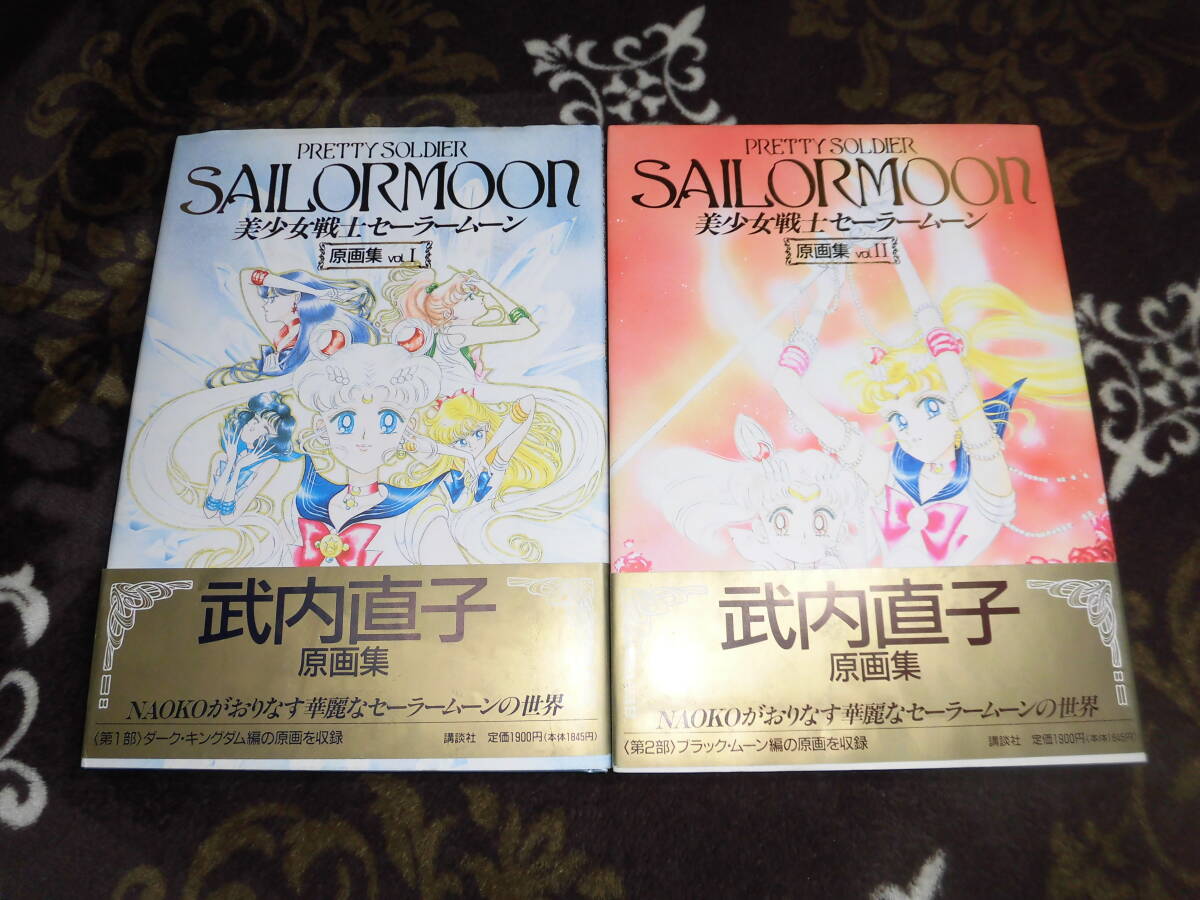 PRETTY SOLDIER
SAILORMOON
美少女戦士セーラームーン
原画集 vol. I
武内直子
原画集
NAOKOがおりなす華麗なセーラームーンの世界
〈第1部〉ダーク・キングダム編の原画を収録
講談社 定価1900円(本体1845円)
PRETTY SOLDIER
SAILORMOON
美少女戦士セーラームーン
原画集 vol. II
武内直子
原画集
NAOKOがおりなす華麗なセーラームーンの世界
〈第2部〉ブラック・ムーン編の原画を収録
講談社 定価1900円(本体1845円)